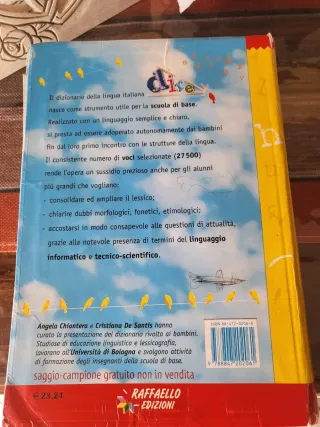 Il dizionario della lingua italiana dire
nasce come strumento utile per la scuola di base.
Realizzato con un linguaggio semplice e chiaro,
si presta ad essere adoperato autonomamente dai bambini
fin dal loro primo incontro con le strutture della lingua.
Il consistente numero di voci selezionate (27500)
rende l'opera un sussidio prezioso anche per gli alunni
più grandi che vogliano:
- consolidare ed ampliare il lessico;
- chiarire dubbi morfologici, fonetici, etimologici;
- accostarsi in modo consapevole alle questioni di attualità,
grazie alla notevole presenza di termini del linguaggio
informatico e tecnico-scientifico.
Angela Chiantera e Cristiana De Santis hanno
curato la presentazione del dizionario rivolta ai bambini.
Studiose di educazione linguistica e lessicografia,
lavorano all'Università di Bologna e svolgono attività
di formazione degli insegnanti della scuola di base.
saggio-campione gratuito non in vendita
€ 23,24
RAFFAELLO
EDIZIONI